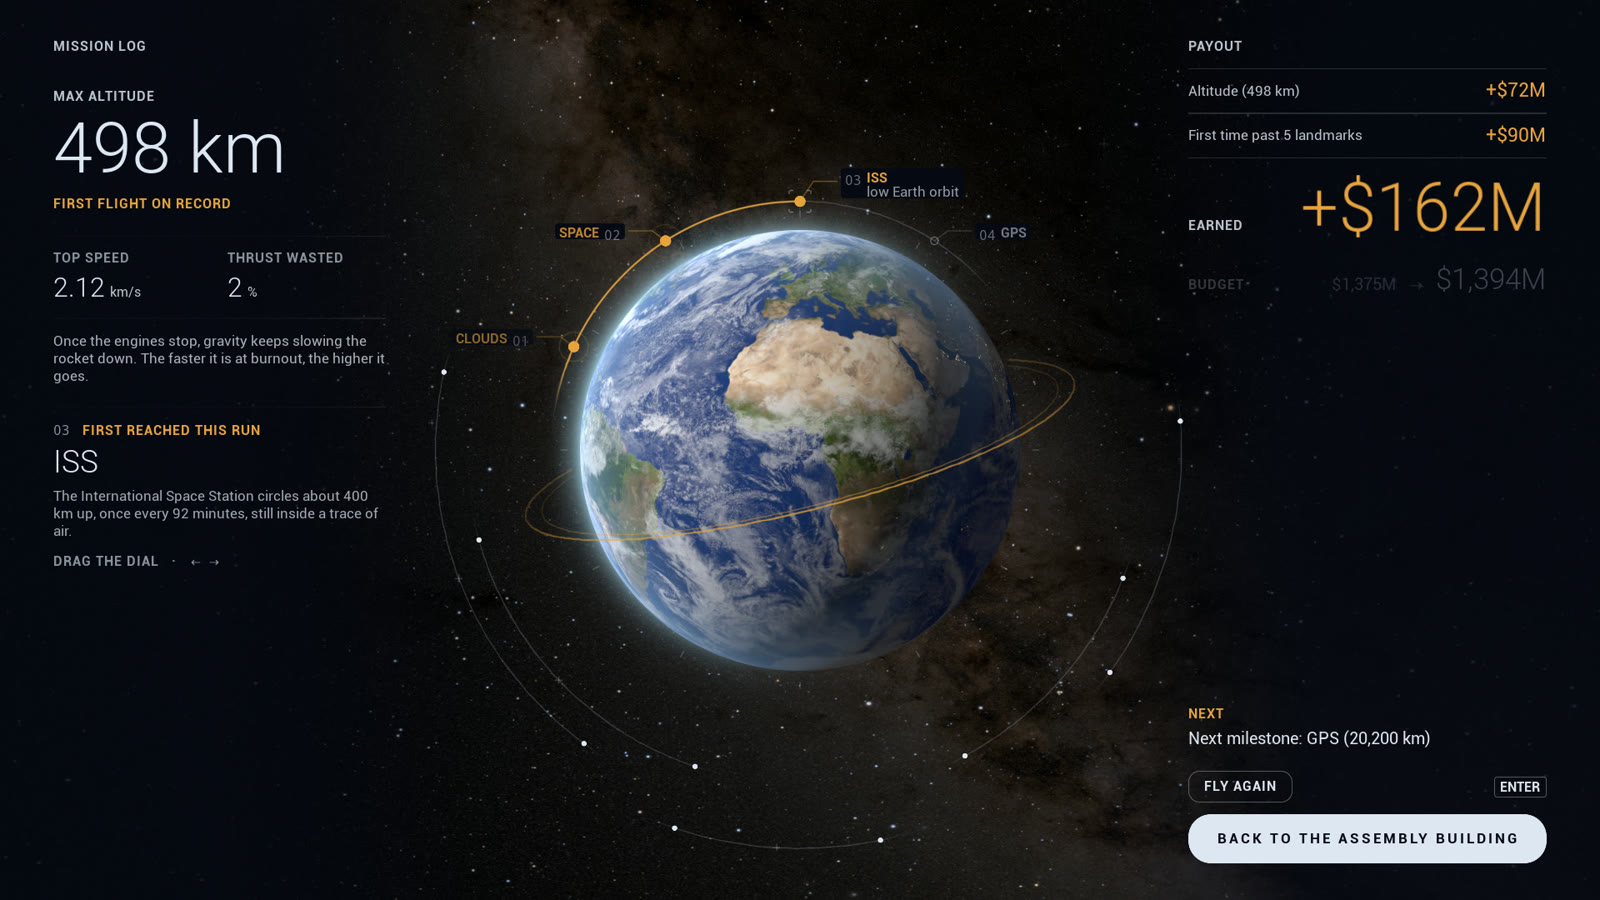 MISSION LOG
MAX ALTITUDE
498 km
FIRST FLIGHT ON RECORD
TOP SPEED
2.12 km/s
THRUST WASTED
2 %
Once the engines stop, gravity keeps slowing the
rocket down. The faster it is at burnout, the higher it
goes.
03 FIRST REACHED THIS RUN
ISS
The International Space Station circles about 400
km up, once every 92 minutes, still inside a trace of
air.
DRAG THE DIAL · ← →
03 ISS
low Earth orbit
SPACE 02
04 GPS
CLOUDS 01
PAYOUT
Altitude (498 km) +$72M
First time past 5 landmarks +$90M
EARNED +$162M
BUDGET $1,375M → $1,394M
NEXT
Next milestone: GPS (20,200 km)
FLY AGAIN
ENTER
BACK TO THE ASSEMBLY BUILDING